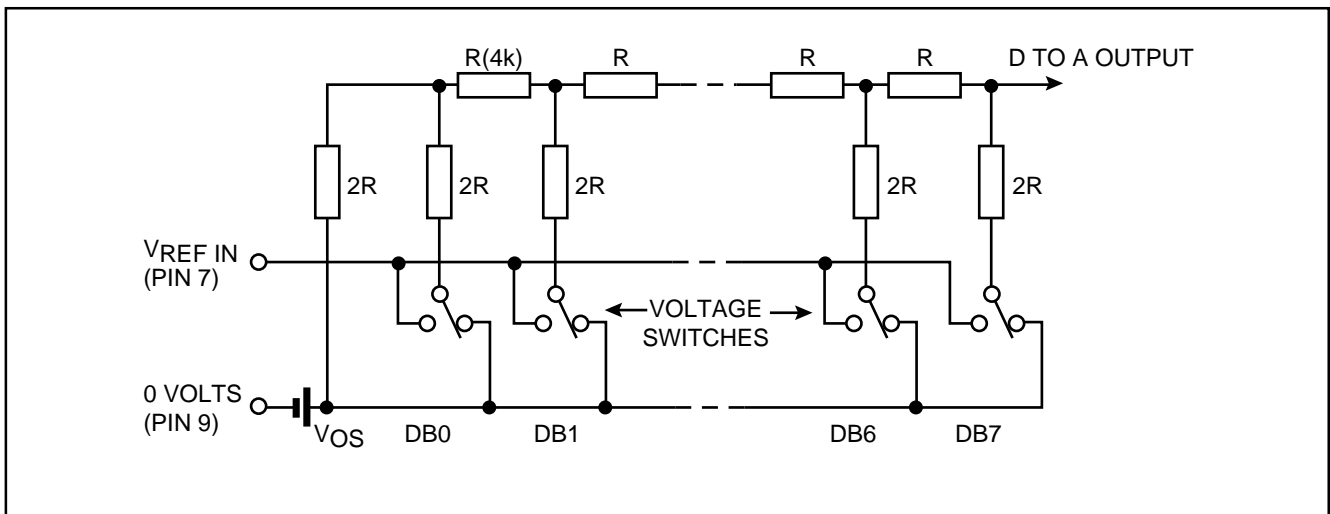 R(4k) R R R D TO A OUTPUT
2R 2R 2R 2R 2R
VREF IN
(PIN 7)
VOLTAGE
SWITCHES
0 VOLTS
(PIN 9)
VOS DB0 DB1 DB6 DB7